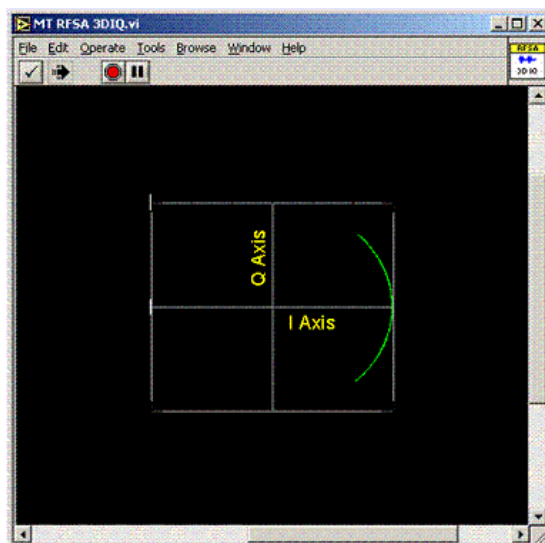 MT RFSA 3DIQ.vi
File Edit Operate Tools Browse Window Help
RFSA
3D IQ
Q Axis
I Axis